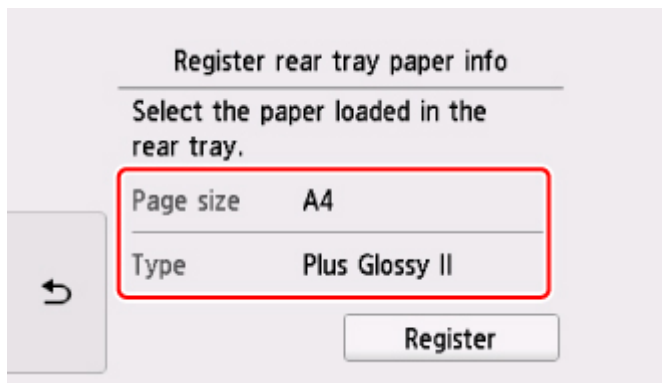 Register rear tray paper info
Select the paper loaded in the
rear tray.
Page size A4
Type Plus Glossy II
Register